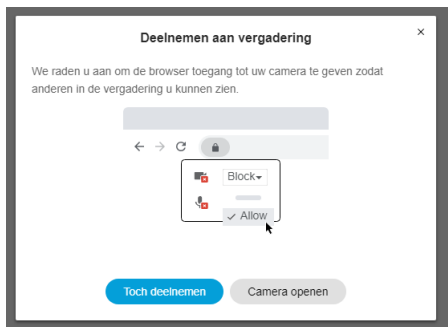 Deelnemen aan vergadering
We raden u aan om de browser toegang tot uw camera te geven zodat
anderen in de vergadering u kunnen zien.
Block
Allow
Toch deelnemen
Camera openen